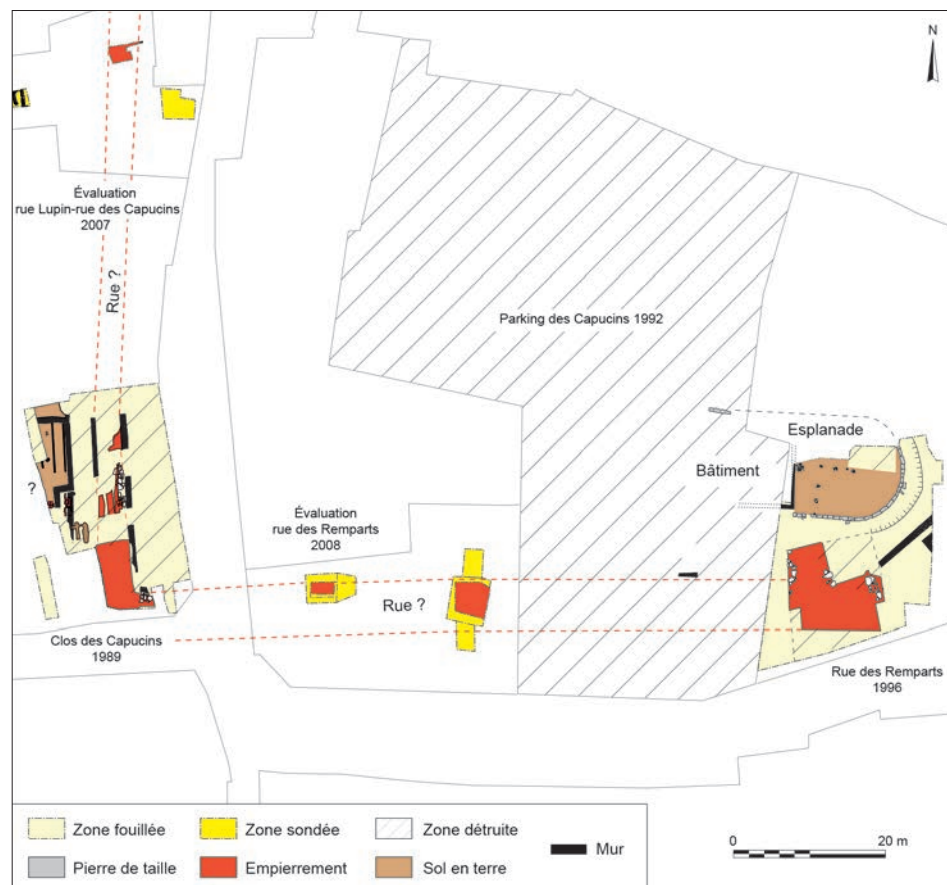 N
Évaluation
rue Lupin-rue des Capucins
2007
Rue ?
Parking des Capucins 1992
Esplanade
Bâtiment
?
Évaluation
rue des Remparts
2008
Rue ?
Clos des Capucins
1989
Rue des Remparts
1996
Zone fouillée
Zone sondée
Zone détruite
Mur
Pierre de taille
Empierrement
Sol en terre
0
20 m